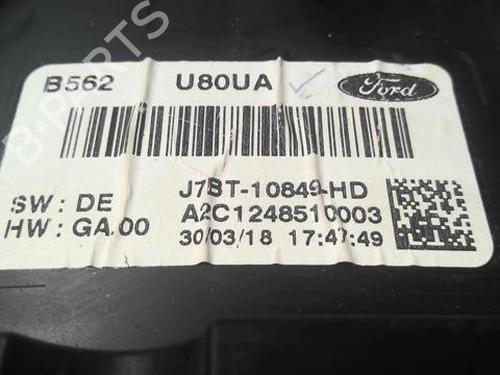 B562 U80UA Ford
J7BT-10849-HD
SW: DE
A2C1248510003
HW: GA.00
30/03/18 17:47:49
B-PARTS